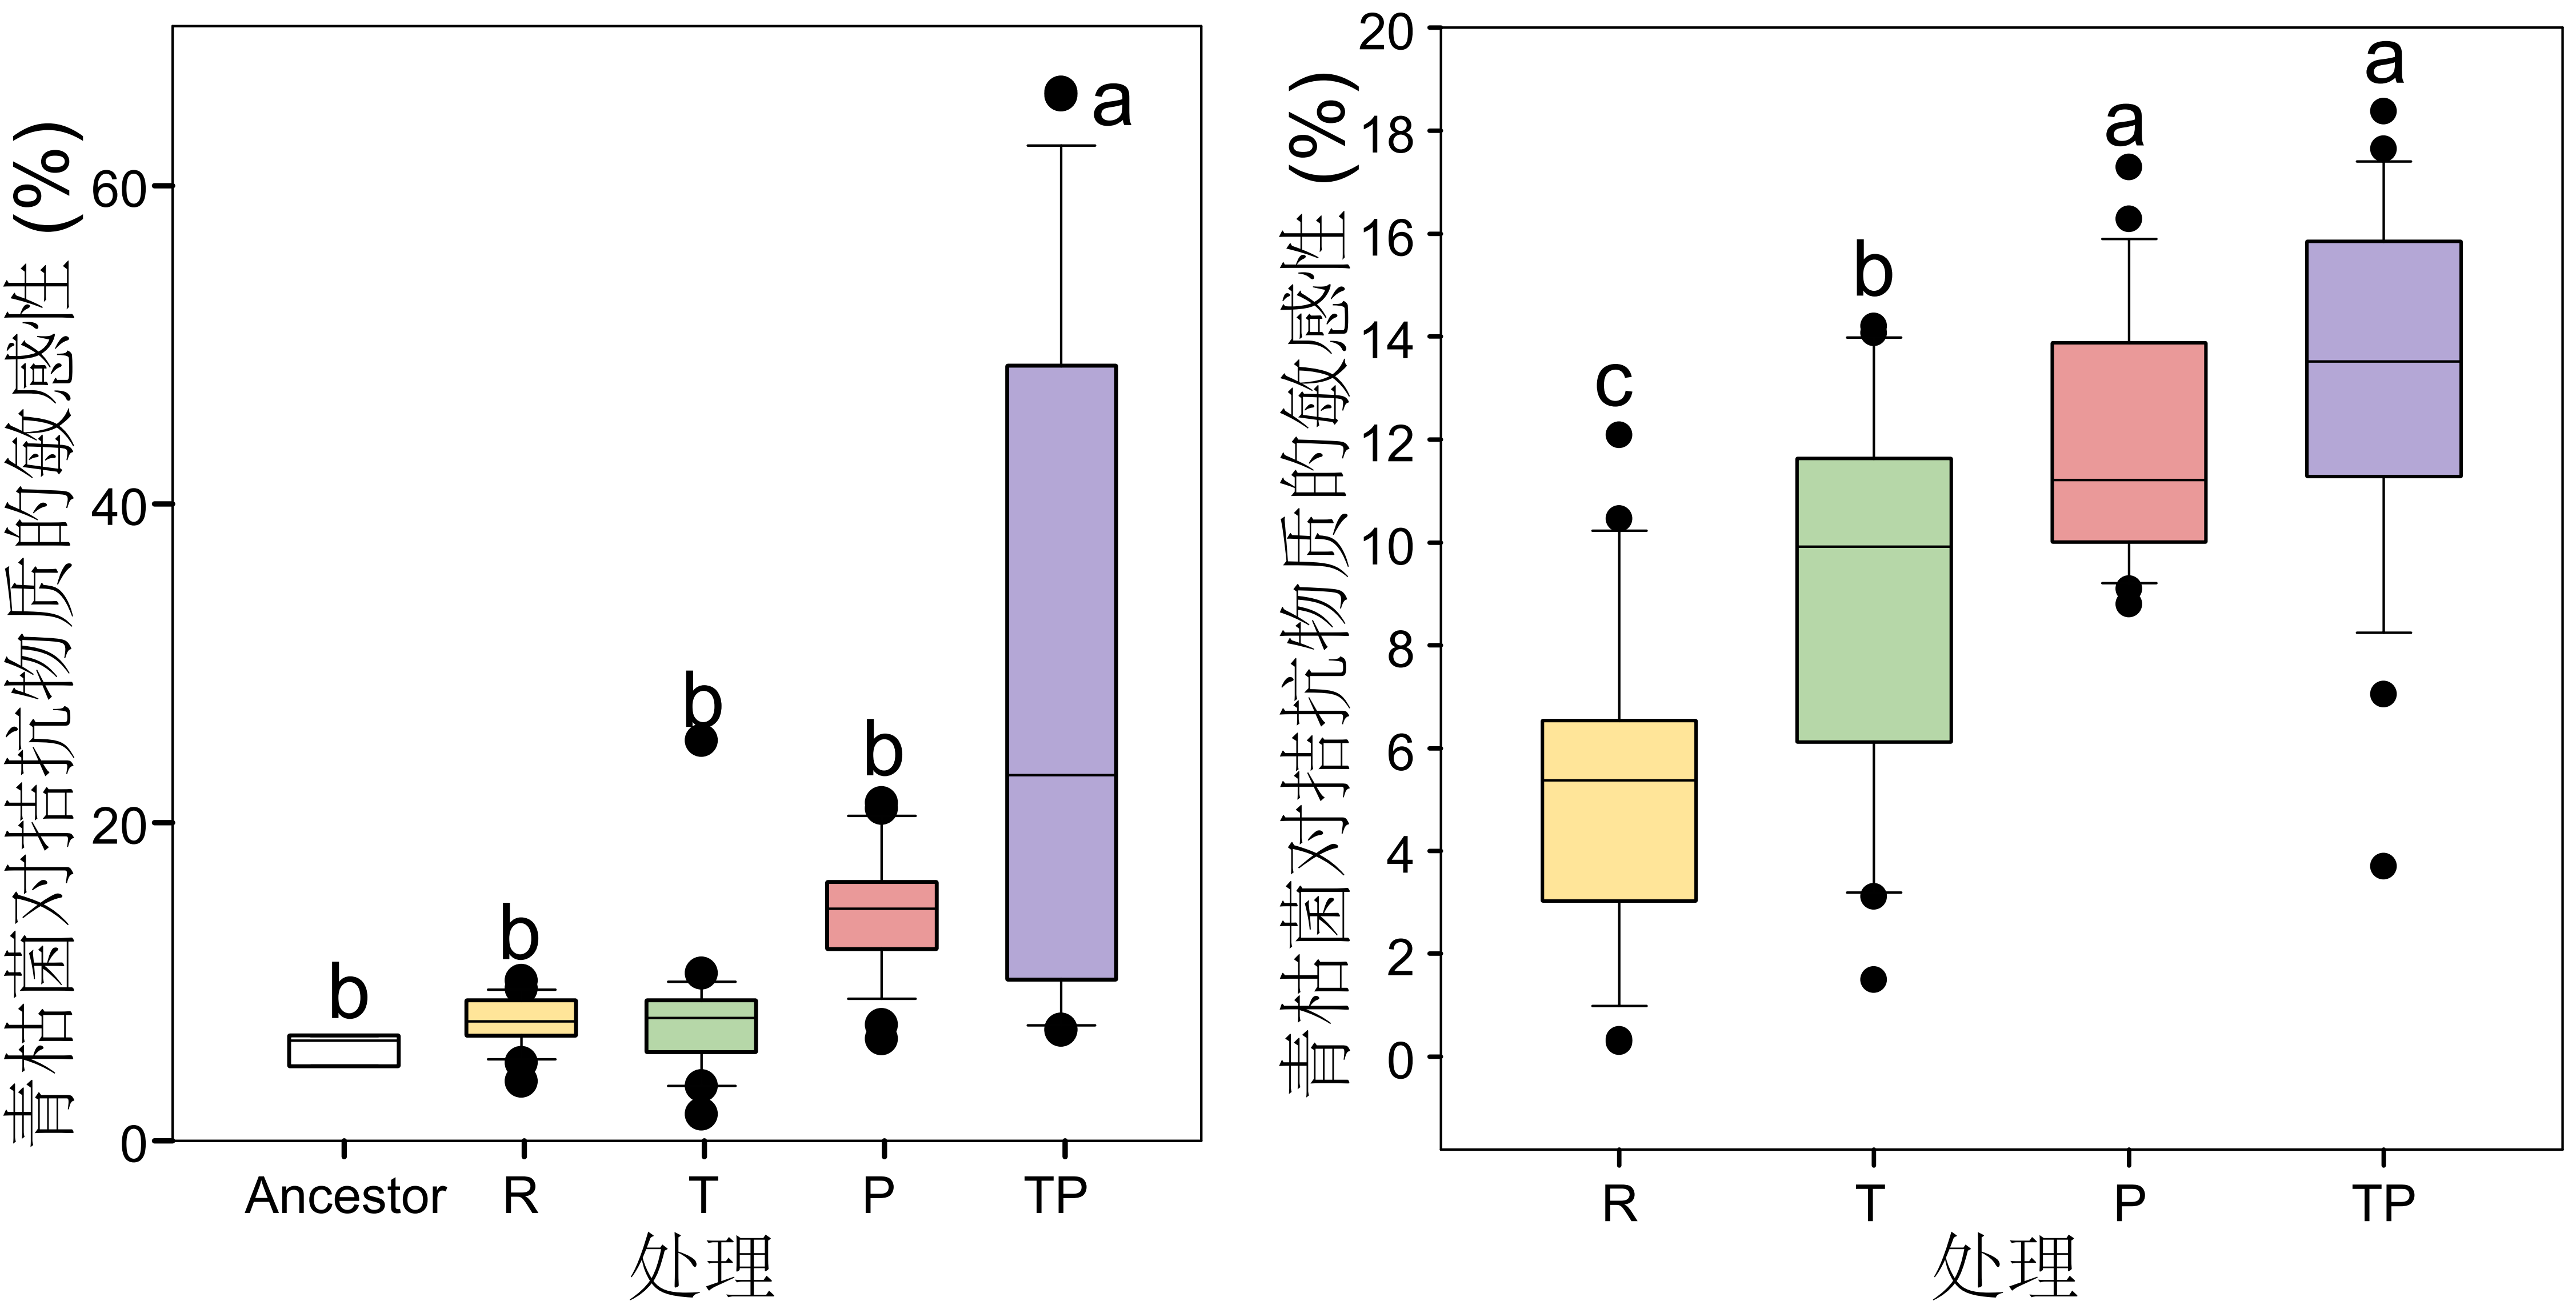 青枯菌对拮抗物质的敏感性 (%)
60
40
20
0
b
b
b
b
a
Ancestor R T P TP
处理
青枯菌对拮抗物质的敏感性 (%)
20
18
16
14
12
10
8
6
4
2
0
c
b
a
a
R T P TP
处理